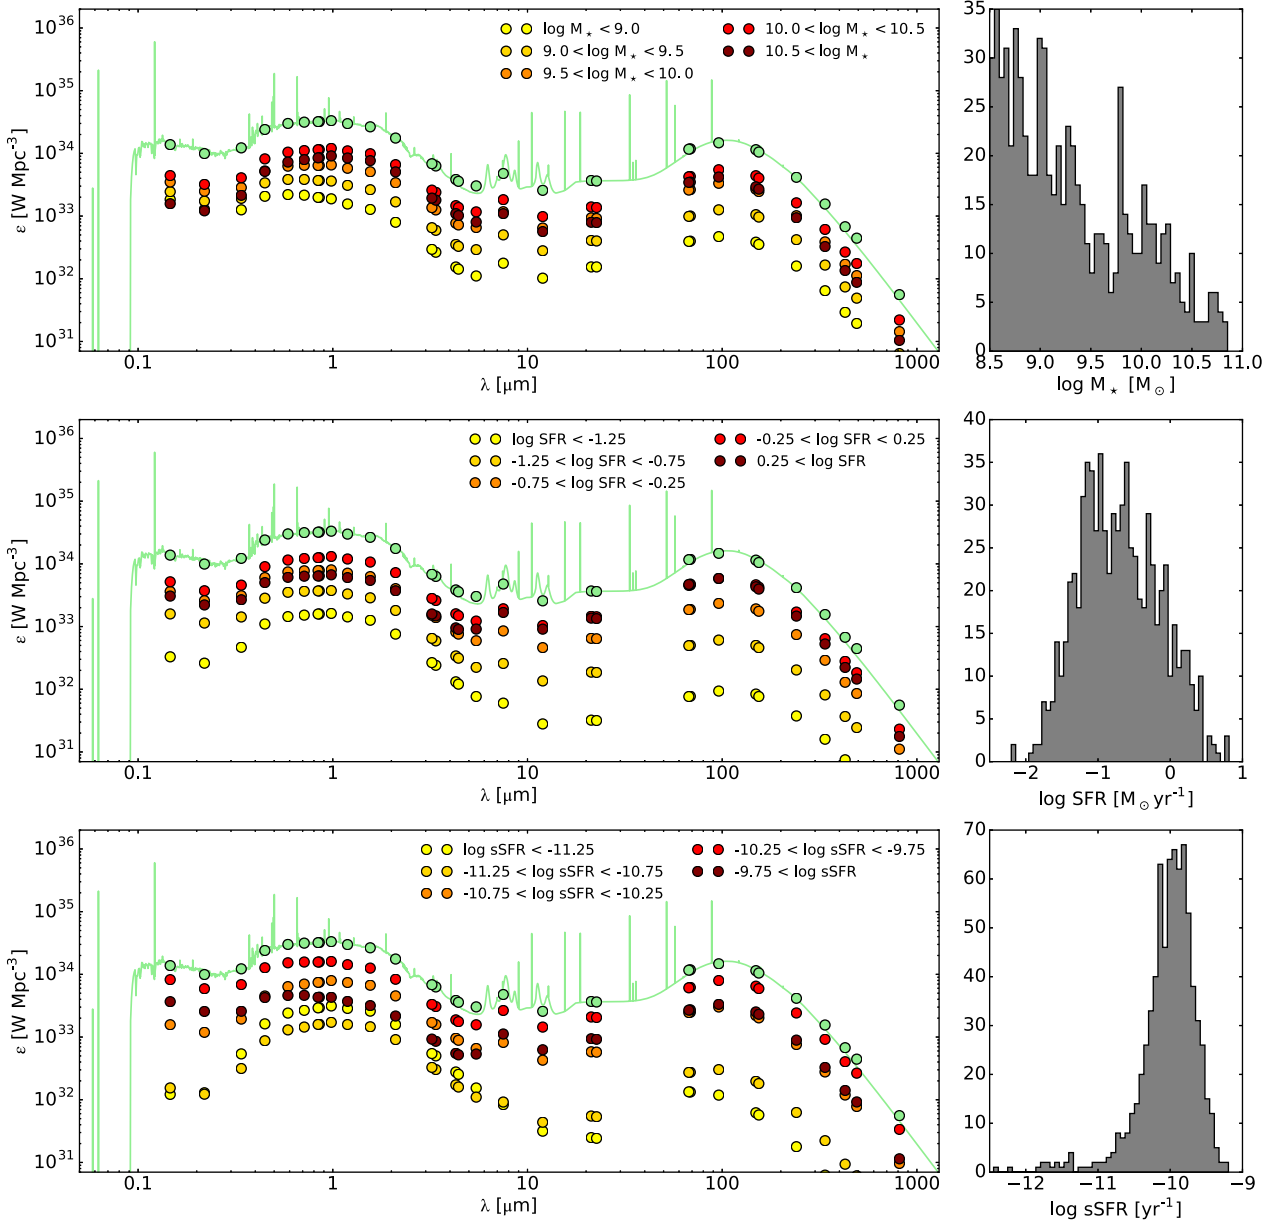 10^36
10^35
10^34
10^33
10^32
10^31
ε [W Mpc^-3]
log M⋆ < 9.0
9.0 < log M⋆ < 9.5
9.5 < log M⋆ < 10.0
10.0 < log M⋆ < 10.5
10.5 < log M⋆
0.1 1 10 100 1000
λ [μm]
35
30
25
20
15
10
5
0
8.5 9.0 9.5 10.0 10.5 11.0
log M⋆ [M⊙]
10^36
10^35
10^34
10^33
10^32
10^31
ε [W Mpc^-3]
log SFR < -1.25
-1.25 < log SFR < -0.75
-0.75 < log SFR < -0.25
-0.25 < log SFR < 0.25
0.25 < log SFR
0.1 1 10 100 1000
λ [μm]
40
35
30
25
20
15
10
5
0
−2 −1 0 1
log SFR [M⊙ yr^-1]
10^36
10^35
10^34
10^33
10^32
10^31
ε [W Mpc^-3]
log sSFR < -11.25
-11.25 < log sSFR < -10.75
-10.75 < log sSFR < -10.25
-10.25 < log sSFR < -9.75
-9.75 < log sSFR
0.1 1 10 100 1000
λ [μm]
70
60
50
40
30
20
10
0
−12 −11 −10 −9
log sSFR [yr^-1]